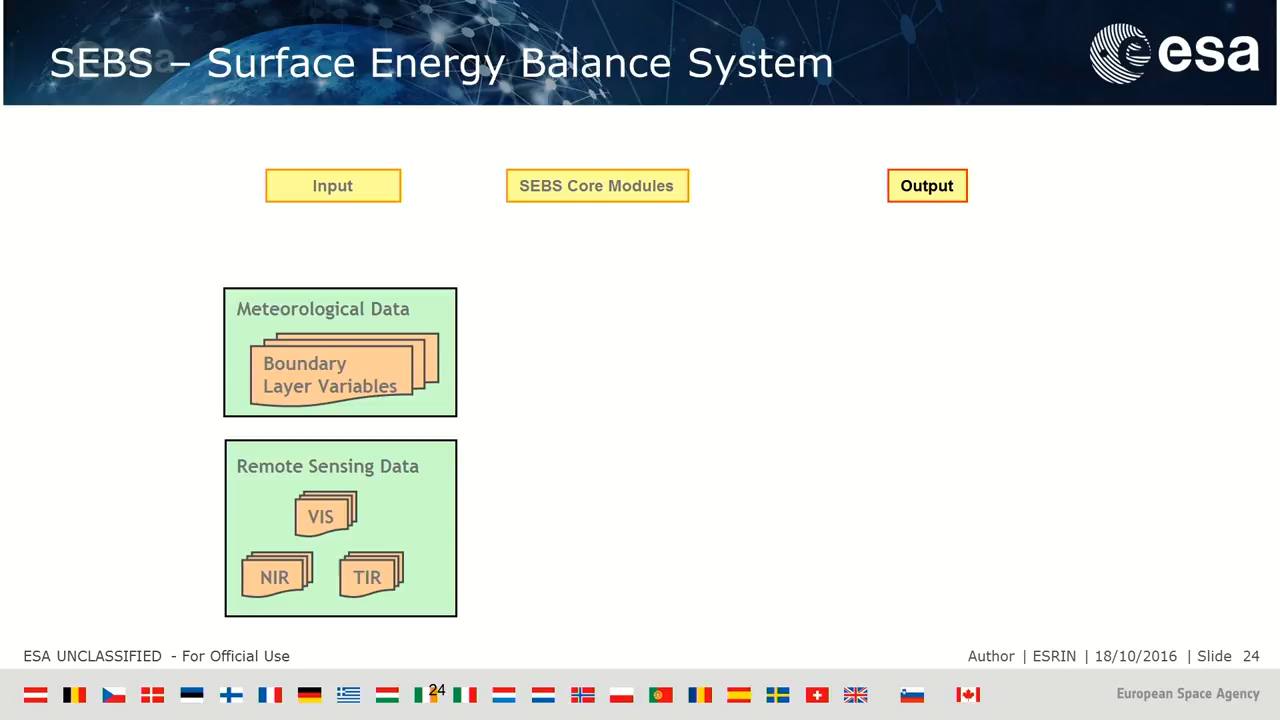 SEBS – Surface Energy Balance System
esa
Input
SEBS Core Modules
Output
Meteorological Data
Boundary
Layer Variables
Remote Sensing Data
VIS
NIR
TIR
ESA UNCLASSIFIED - For Official Use
Author | ESRIN | 18/10/2016 | Slide 24
24
European Space Agency